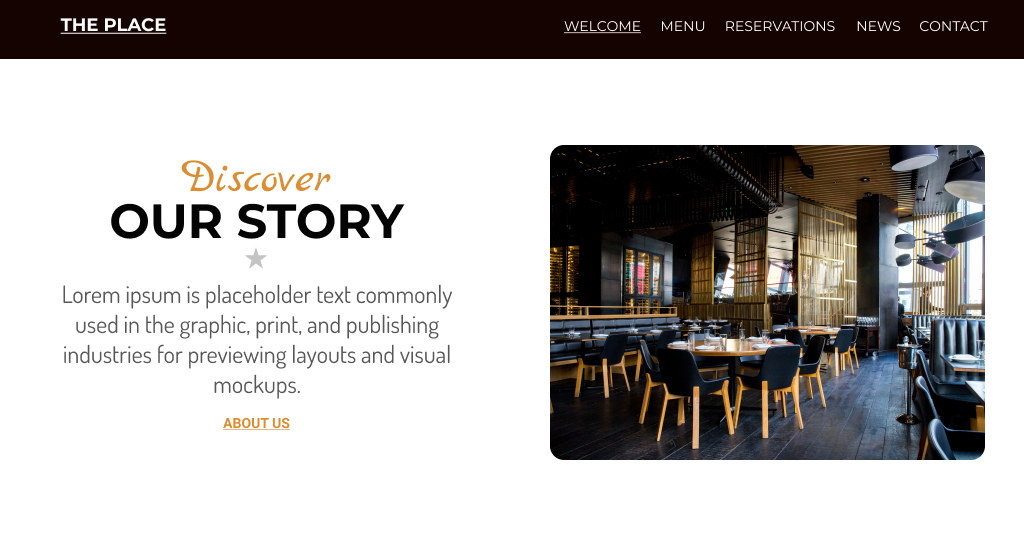 THE PLACE
WELCOME MENU RESERVATIONS NEWS CONTACT
Discover
OUR STORY
Lorem ipsum is placeholder text commonly
used in the graphic, print, and publishing
industries for previewing layouts and visual
mockups.
ABOUT US